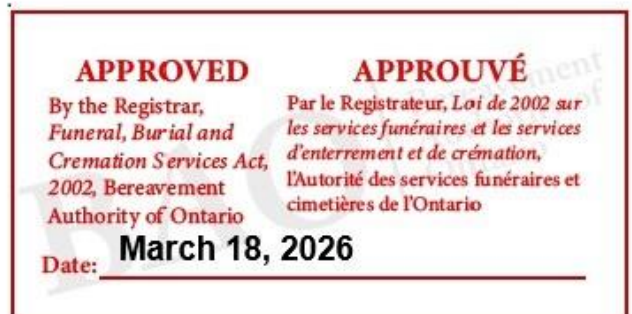 APPROVED
By the Registrar,
Funeral, Burial and
Cremation Services Act,
2002, Bereavement
Authority of Ontario
APPROUVÉ
Par le Registrateur, Loi de 2002 sur
les services funéraires et les services
d'enterrement et de crémation,
l'Autorité des services funéraires et
cimetières de l'Ontario
Date: March 18, 2026
BAO